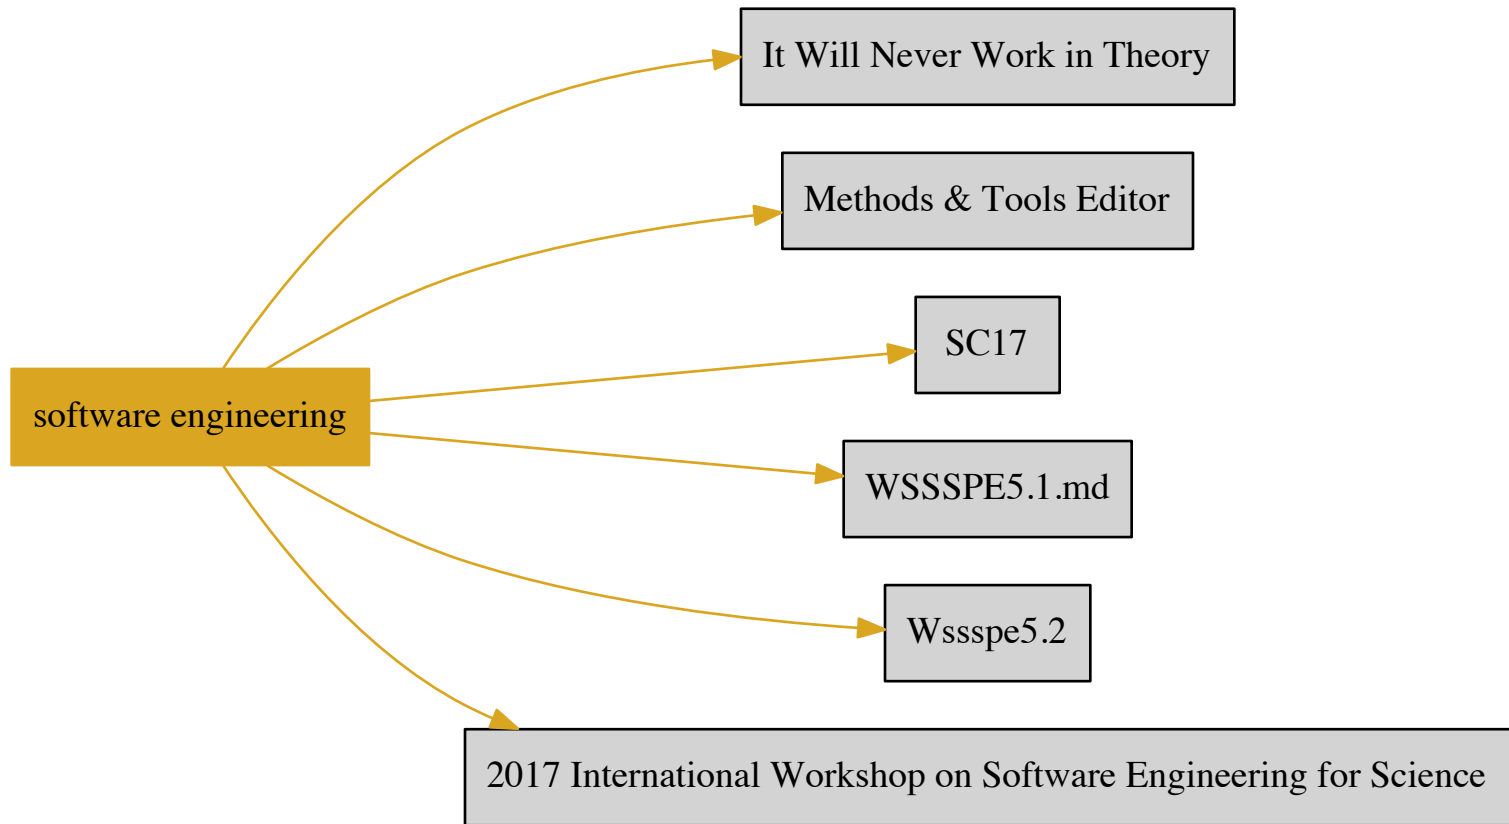 It Will Never Work in Theory
Methods & Tools Editor
SC17
software engineering
WSSSPE5.1.md
Wssspe5.2
2017 International Workshop on Software Engineering for Science